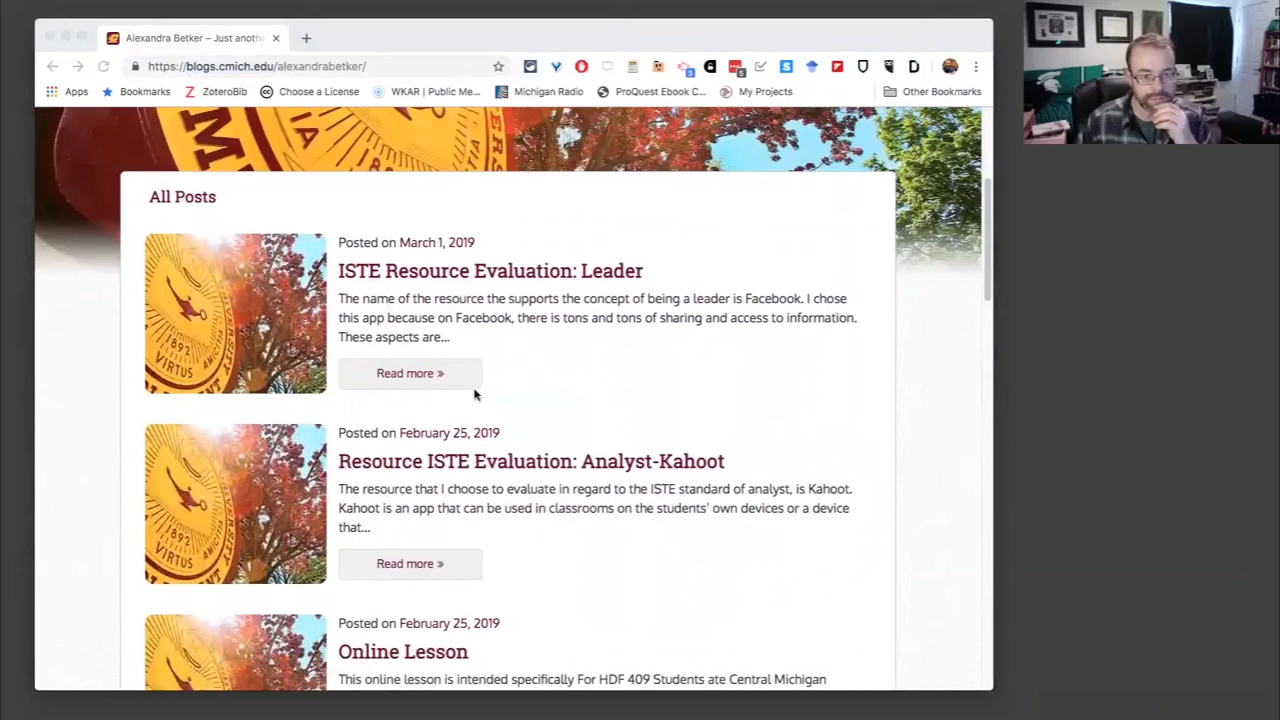 Alexandra Betker – Just anoth
https://blogs.cmich.edu/alexandrabetker/
Apps
Bookmarks
ZoteroBib
Choose a License
WKAR | Public Me...
Michigan Radio
ProQuest Ebook C...
My Projects
Other Bookmarks
All Posts
Posted on March 1, 2019
ISTE Resource Evaluation: Leader
The name of the resource the supports the concept of being a leader is Facebook. I chose
this app because on Facebook, there is tons and tons of sharing and access to information.
These aspects are...
Read more »
Posted on February 25, 2019
Resource ISTE Evaluation: Analyst-Kahoot
The resource that I choose to evaluate in regard to the ISTE standard of analyst, is Kahoot.
Kahoot is an app that can be used in classrooms on the students’ own devices or a device
that...
Read more »
Posted on February 25, 2019
Online Lesson
This online lesson is intended specifically For HDF 409 Students ate Central Michigan
1892
VIRTUS
1892
VIRTUS